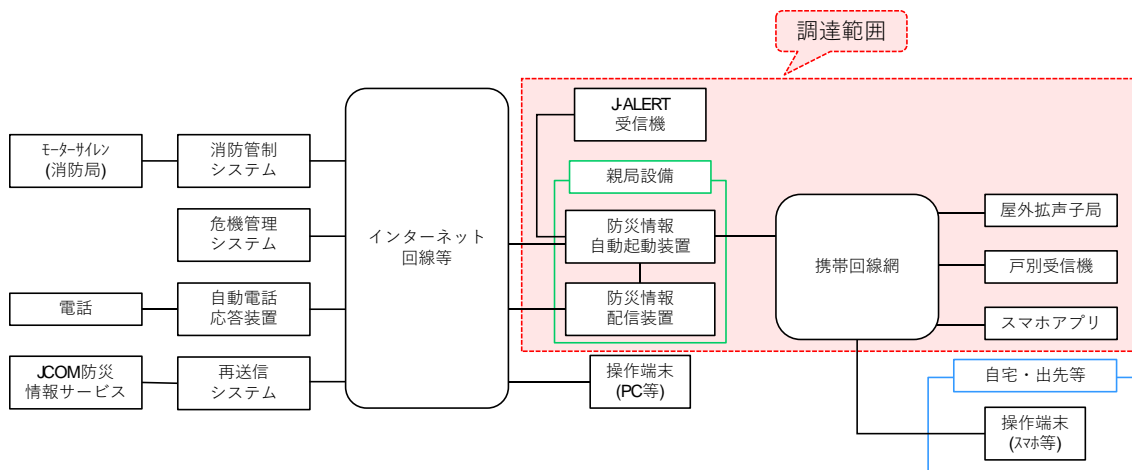 調達範囲
J-ALERT
受信機
モーターサイレン
(消防局)
消防管制
システム
親局設備
危機管理
システム
インターネット
回線等
防災情報
自動起動装置
携帯回線網
屋外拡声子局
戸別受信機
電話
自動電話
応答装置
防災情報
配信装置
スマホアプリ
JCOM防災
情報サービス
再送信
システム
操作端末
(PC等)
自宅・出先等
操作端末
(スマホ等)